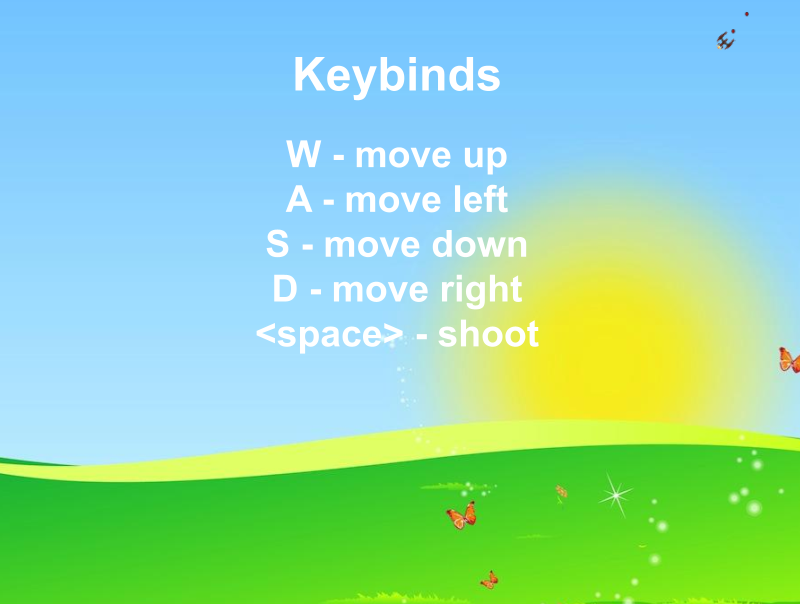 Keybinds
W - move up
A - move left
S - move down
D - move right
<space> - shoot